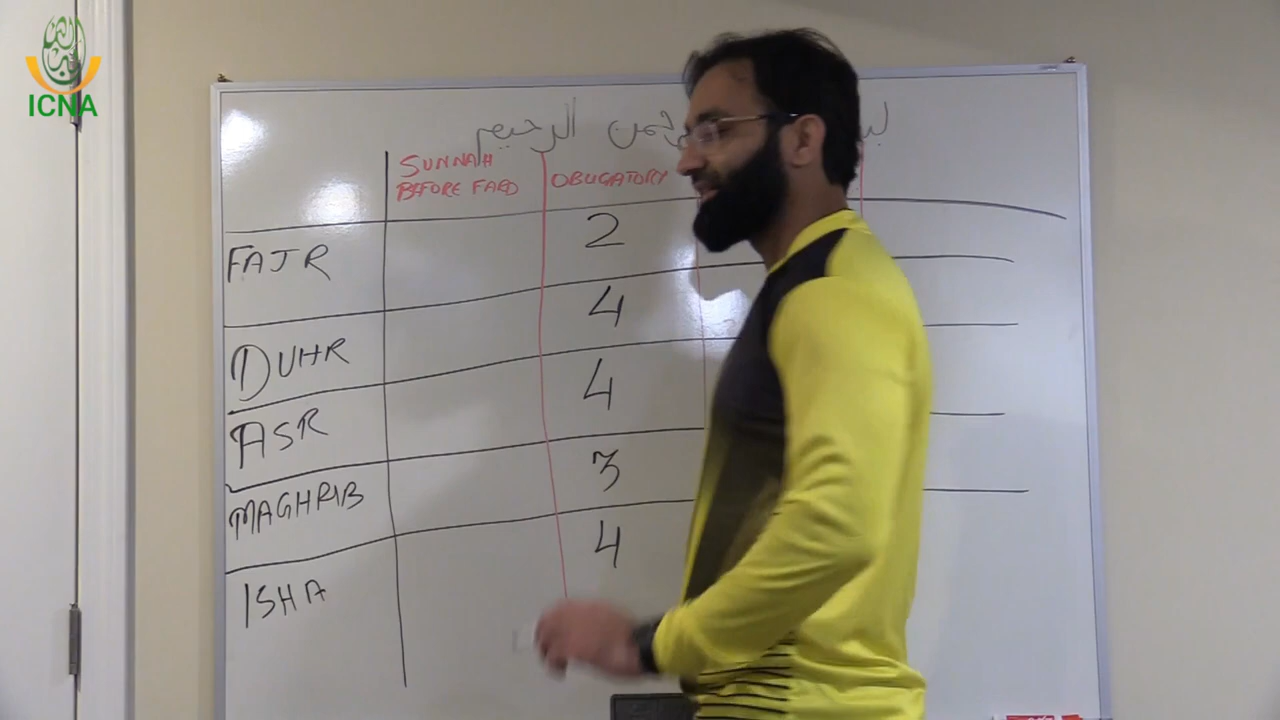 ICNA
الرحمن الرحيم
SUNNAH
BEFORE FARD
OBLIGATORY
FAJR
2
DUHR
4
ASR
4
MAGHRIB
3
ISHA
4